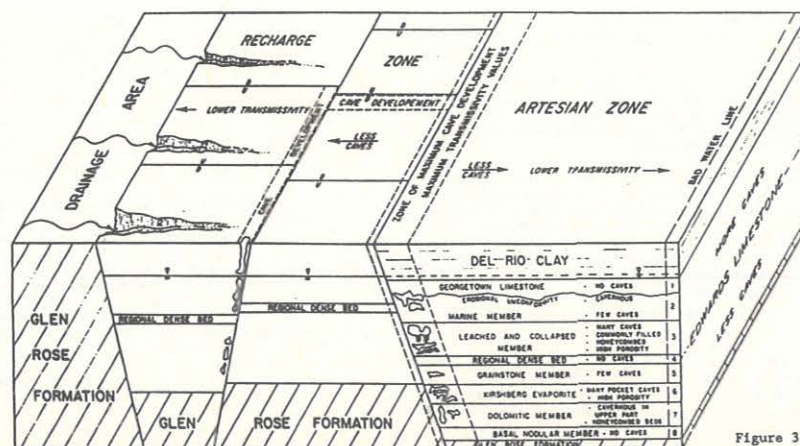 RECHARGE
ZONE
AREA
DRAINAGE
LOWER TRANSMISSIVITY
CAVE DEVELOPEMENT
CAVE
DEVELOPMENT
LESS
CAVES
ZONE OF MAXIMUM CAVE DEVELOPMENT
MAXIMUM TRANSMISSIVITY VALUES
ARTESIAN ZONE
LESS
CAVES
LOWER TRANSMISSIVITY
BAD WATER LINE
MORE CAVES
EDWARDS LIMESTONE
LESS CAVES
DEL-RIO-CLAY
GEORGETOWN LIMESTONE - NO CAVES 1
EROSIONAL UNCONFORMITY - CAVERNOUS
2
MARINE MEMBER - FEW CAVES
LEACHED AND COLLAPSED
MEMBER
- MANY CAVES
COMMONLY FILLED
HONEYCOMBED
HIGH POROSITY
3
REGIONAL DENSE BED - NO CAVES 4
GRAINSTONE MEMBER - FEW CAVES 5
KIRSHBERG EVAPORITE - MANY POCKET CAVES
- HIGH POROSITY
6
DOLOMITIC MEMBER
- CAVERNOUS IN
UPPER PART
- HONEYCOMBED BEDS
7
BASAL NODULAR MEMBER - NO CAVES 8
GLEN ROSE FORMATION
REGIONAL DENSE BED
REGIONAL DENSE BED
GLEN
ROSE
FORMATION
GLEN
ROSE FORMATION
Figure 3